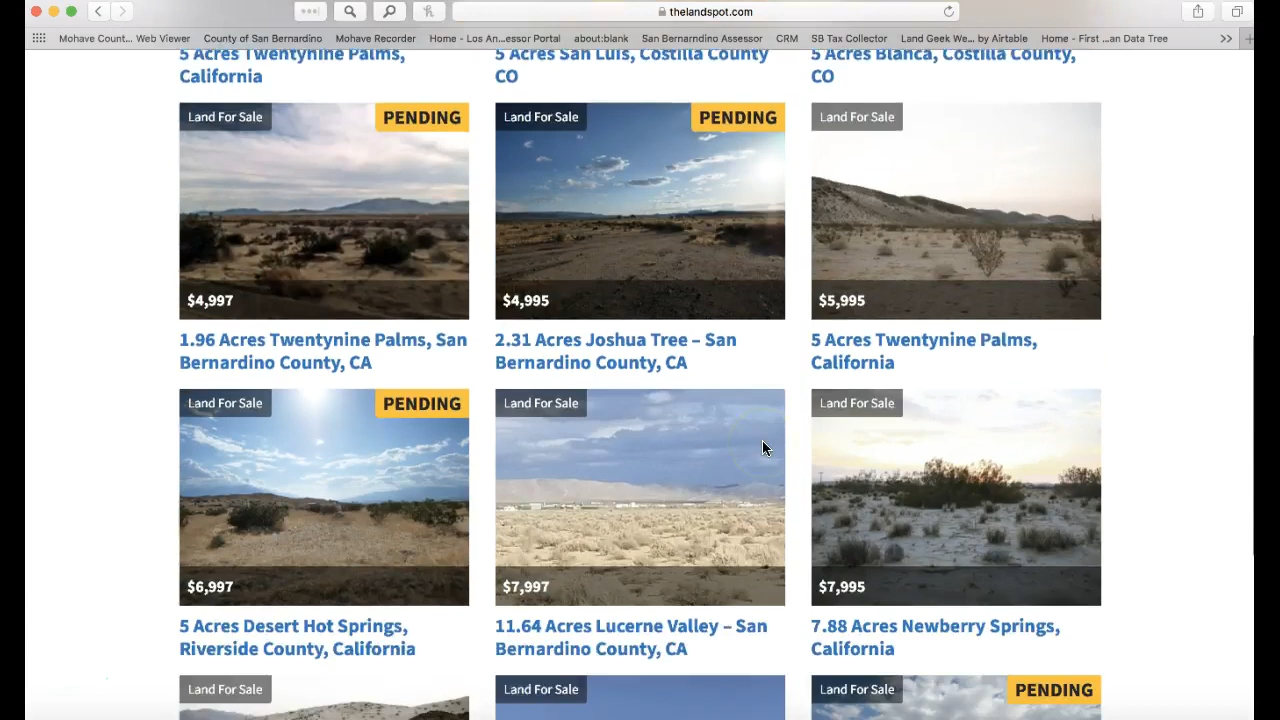 thelandspot.com
Mohave Count... Web Viewer County of San Bernardino Mohave Recorder Home - Los An...essor Portal about:blank San Bernarndino Assessor CRM SB Tax Collector Land Geek We... by Airtable Home - First ...an Data Tree
5 Acres Twentynine Palms,
California
5 Acres San Luis, Costilla County
CO
5 Acres Blanca, Costilla County,
CO
Land For Sale
PENDING
$4,997
1.96 Acres Twentynine Palms, San
Bernardino County, CA
Land For Sale
PENDING
$4,995
2.31 Acres Joshua Tree – San
Bernardino County, CA
Land For Sale
$5,995
5 Acres Twentynine Palms,
California
Land For Sale
PENDING
$6,997
5 Acres Desert Hot Springs,
Riverside County, California
Land For Sale
$7,997
11.64 Acres Lucerne Valley – San
Bernardino County, CA
Land For Sale
$7,995
7.88 Acres Newberry Springs,
California
Land For Sale
Land For Sale
Land For Sale
PENDING